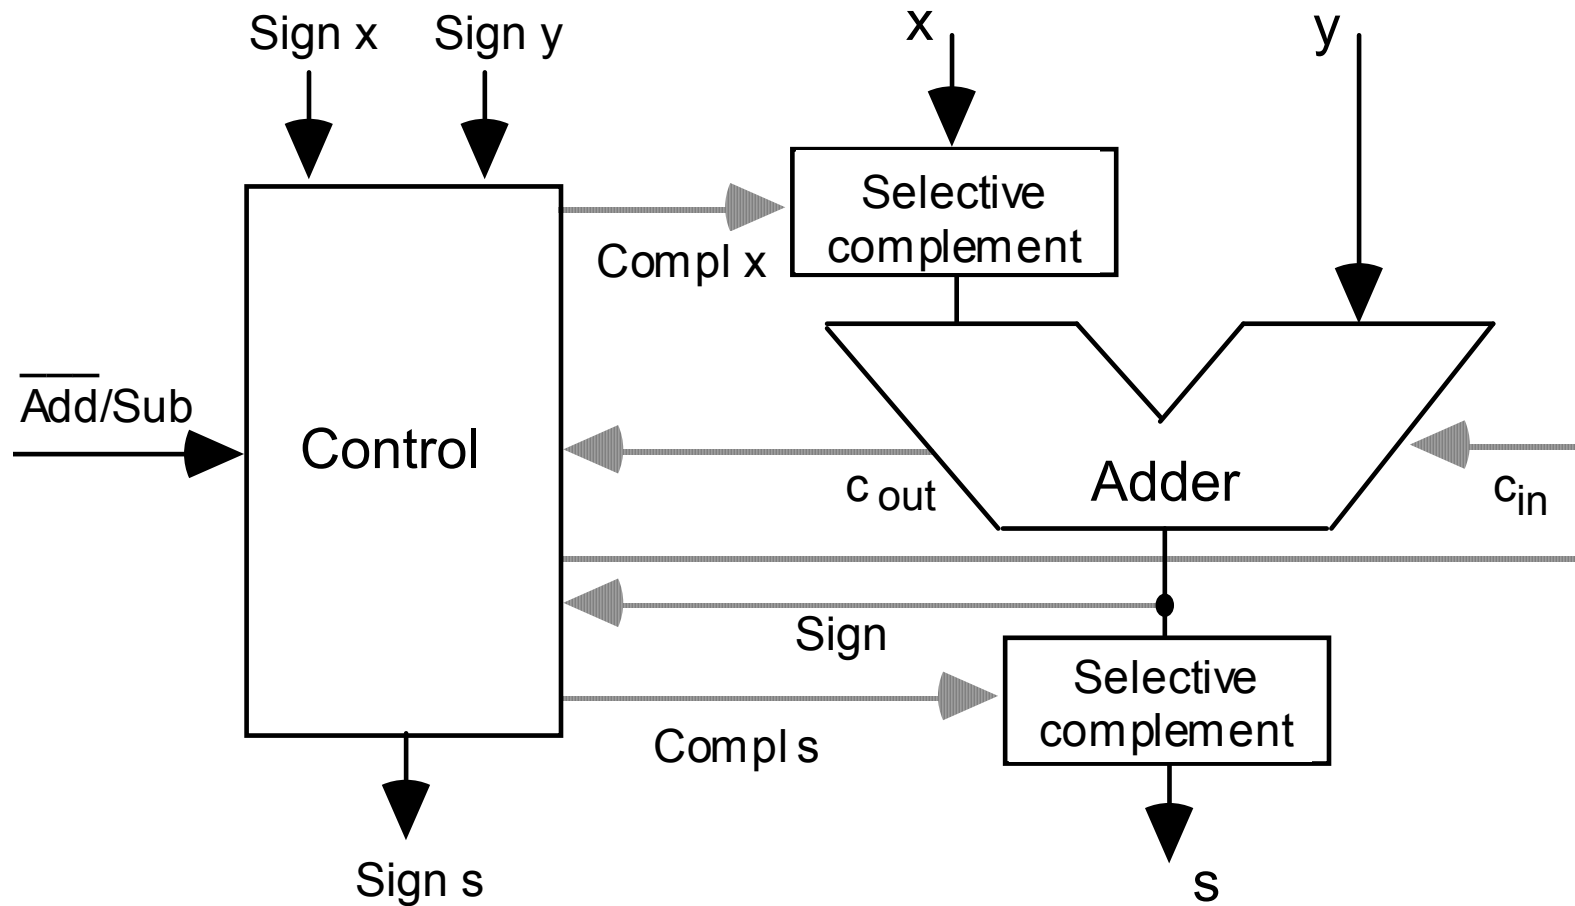 Sign x Sign y x y
Selective
complement
Compl x
Add/Sub
Control
c out
Adder
cin
Sign
Selective
complement
Compl s
Sign s
s